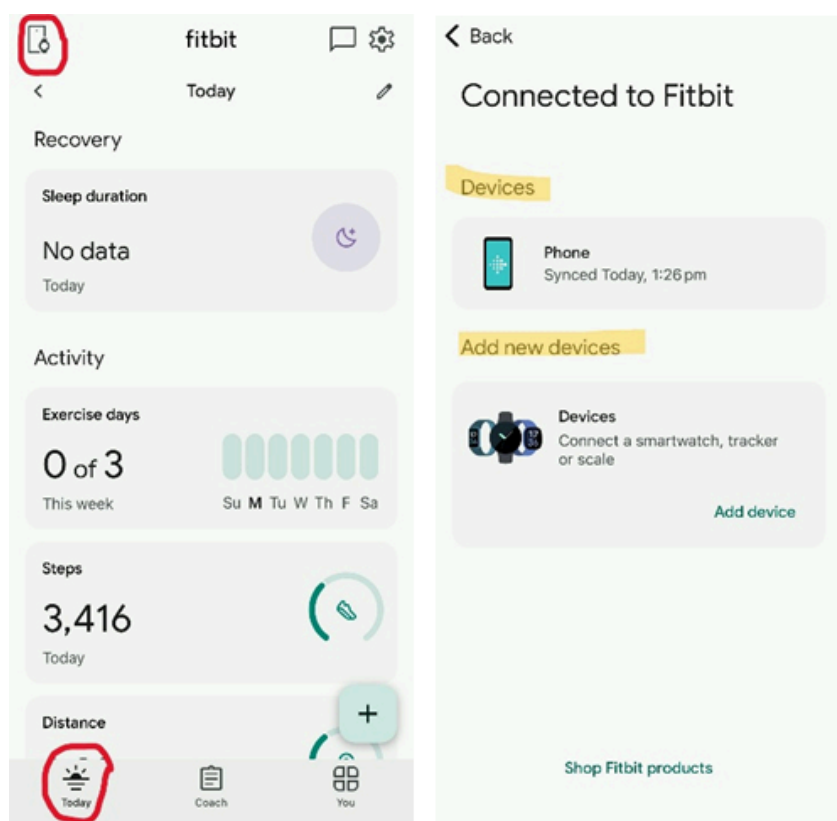 fitbit
Today
Recovery
Sleep duration
No data
Today
Activity
Exercise days
0 of 3
This week
Su M Tu W Th F Sa
Steps
3,416
Today
Distance
Today
Coach
You
Back
Connected to Fitbit
Devices
Phone
Synced Today, 1:26 pm
Add new devices
Devices
Connect a smartwatch, tracker
or scale
Add device
Shop Fitbit products